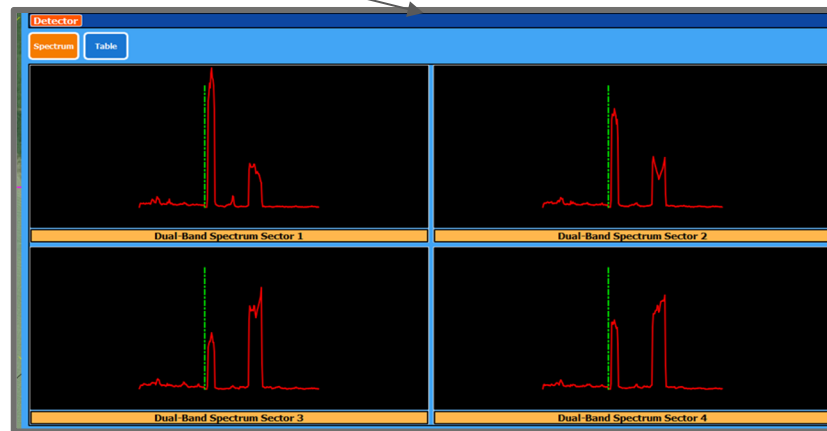 Detector
Spectrum Table
Dual-Band Spectrum Sector 1
Dual-Band Spectrum Sector 2
Dual-Band Spectrum Sector 3
Dual-Band Spectrum Sector 4